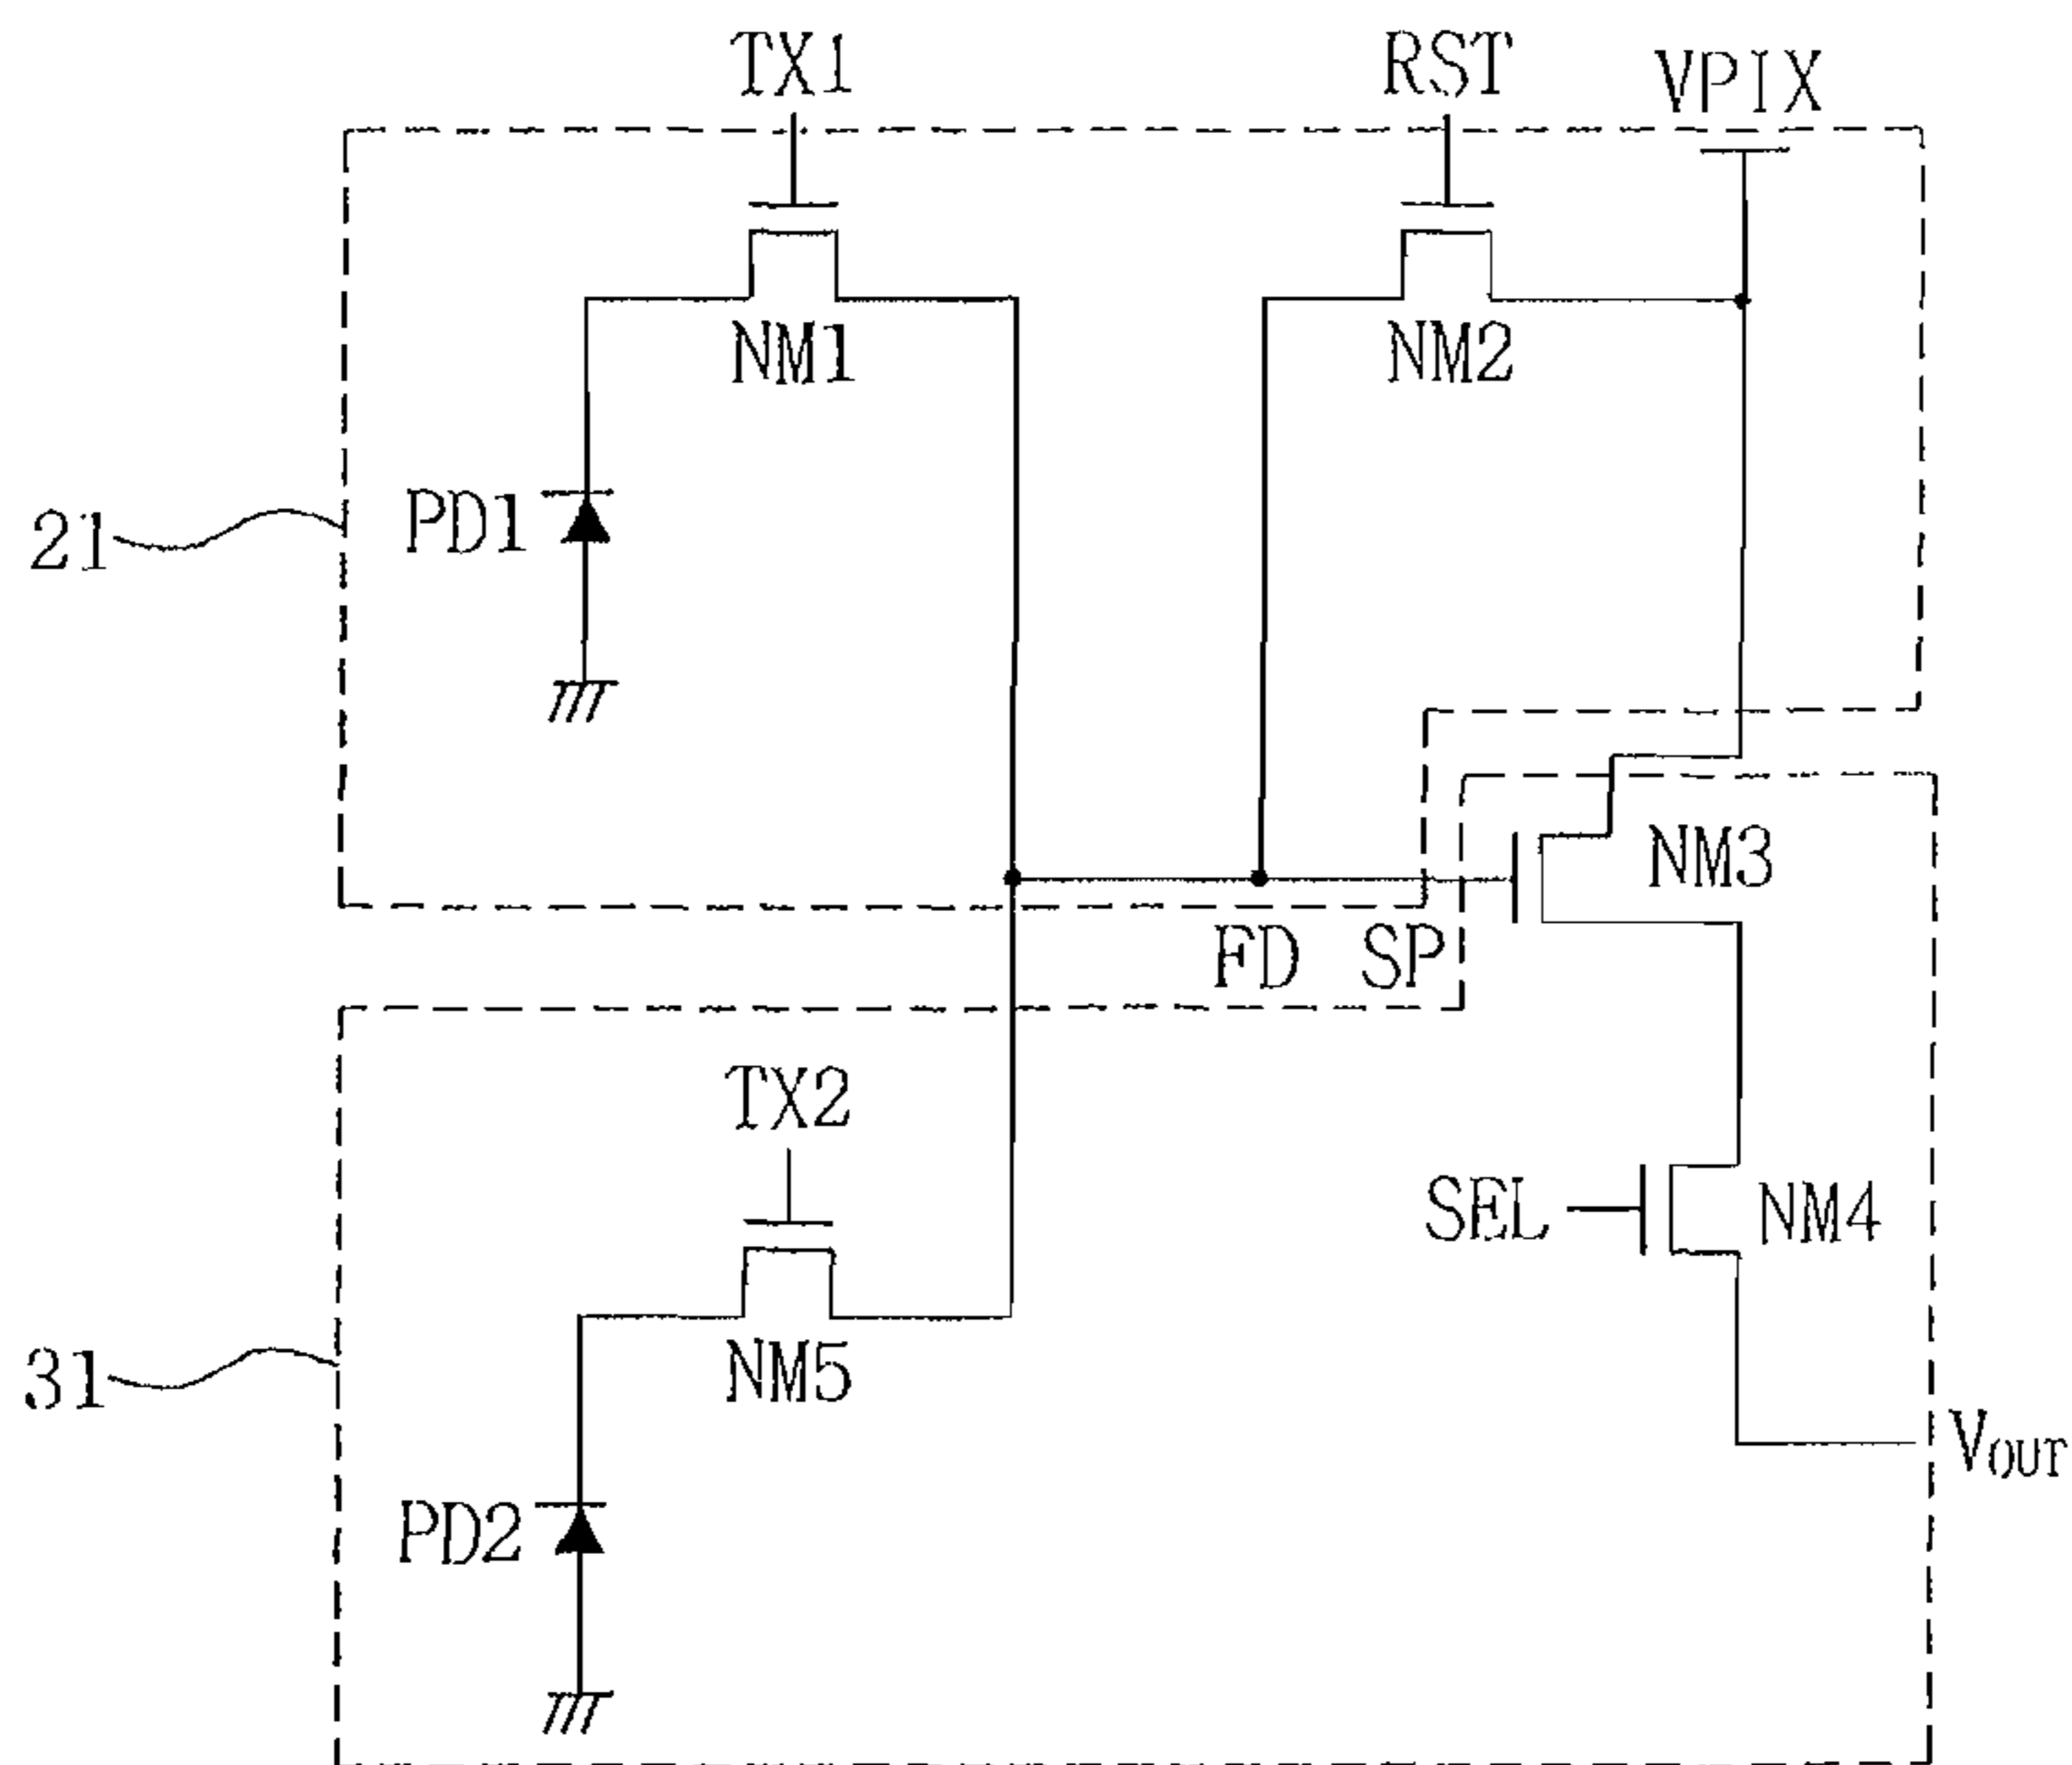 TX1
RST
VPIX
NM1
NM2
PD1
21
NM3
FD SP
TX2
SEL
NM4
NM5
31
VOUT
PD2